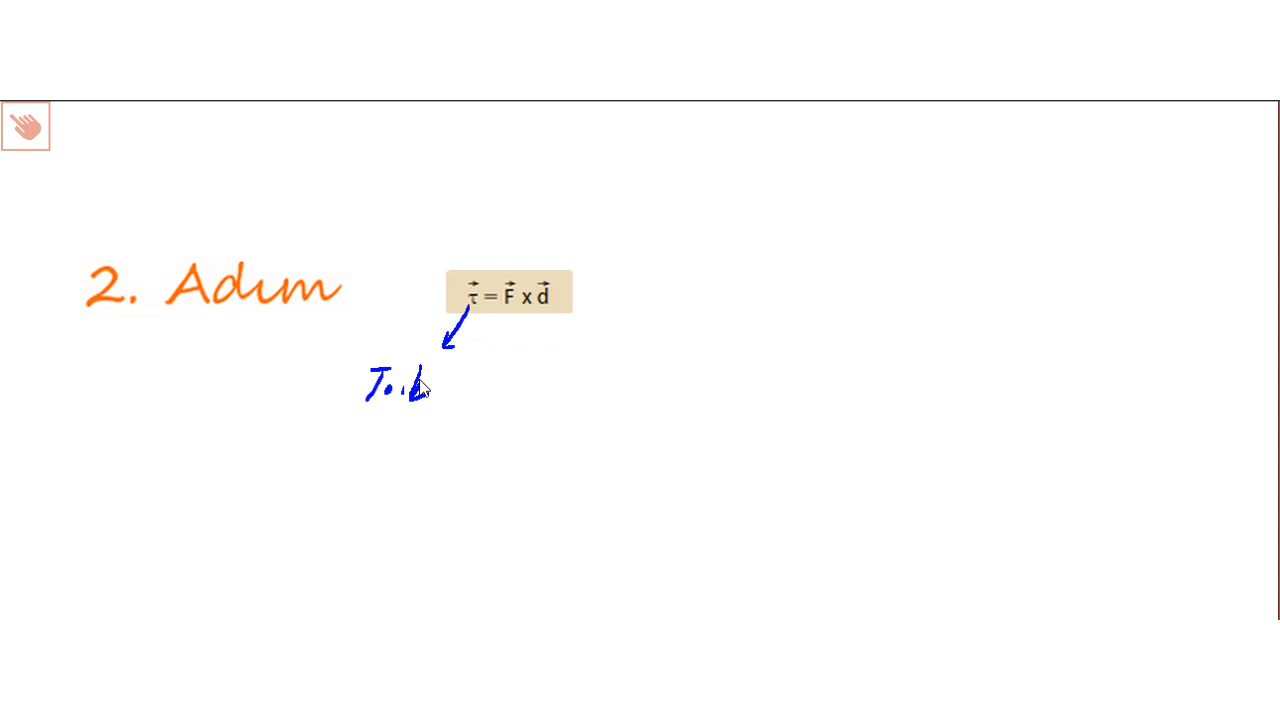 2. Adım
τ⃗ = F⃗ x d⃗